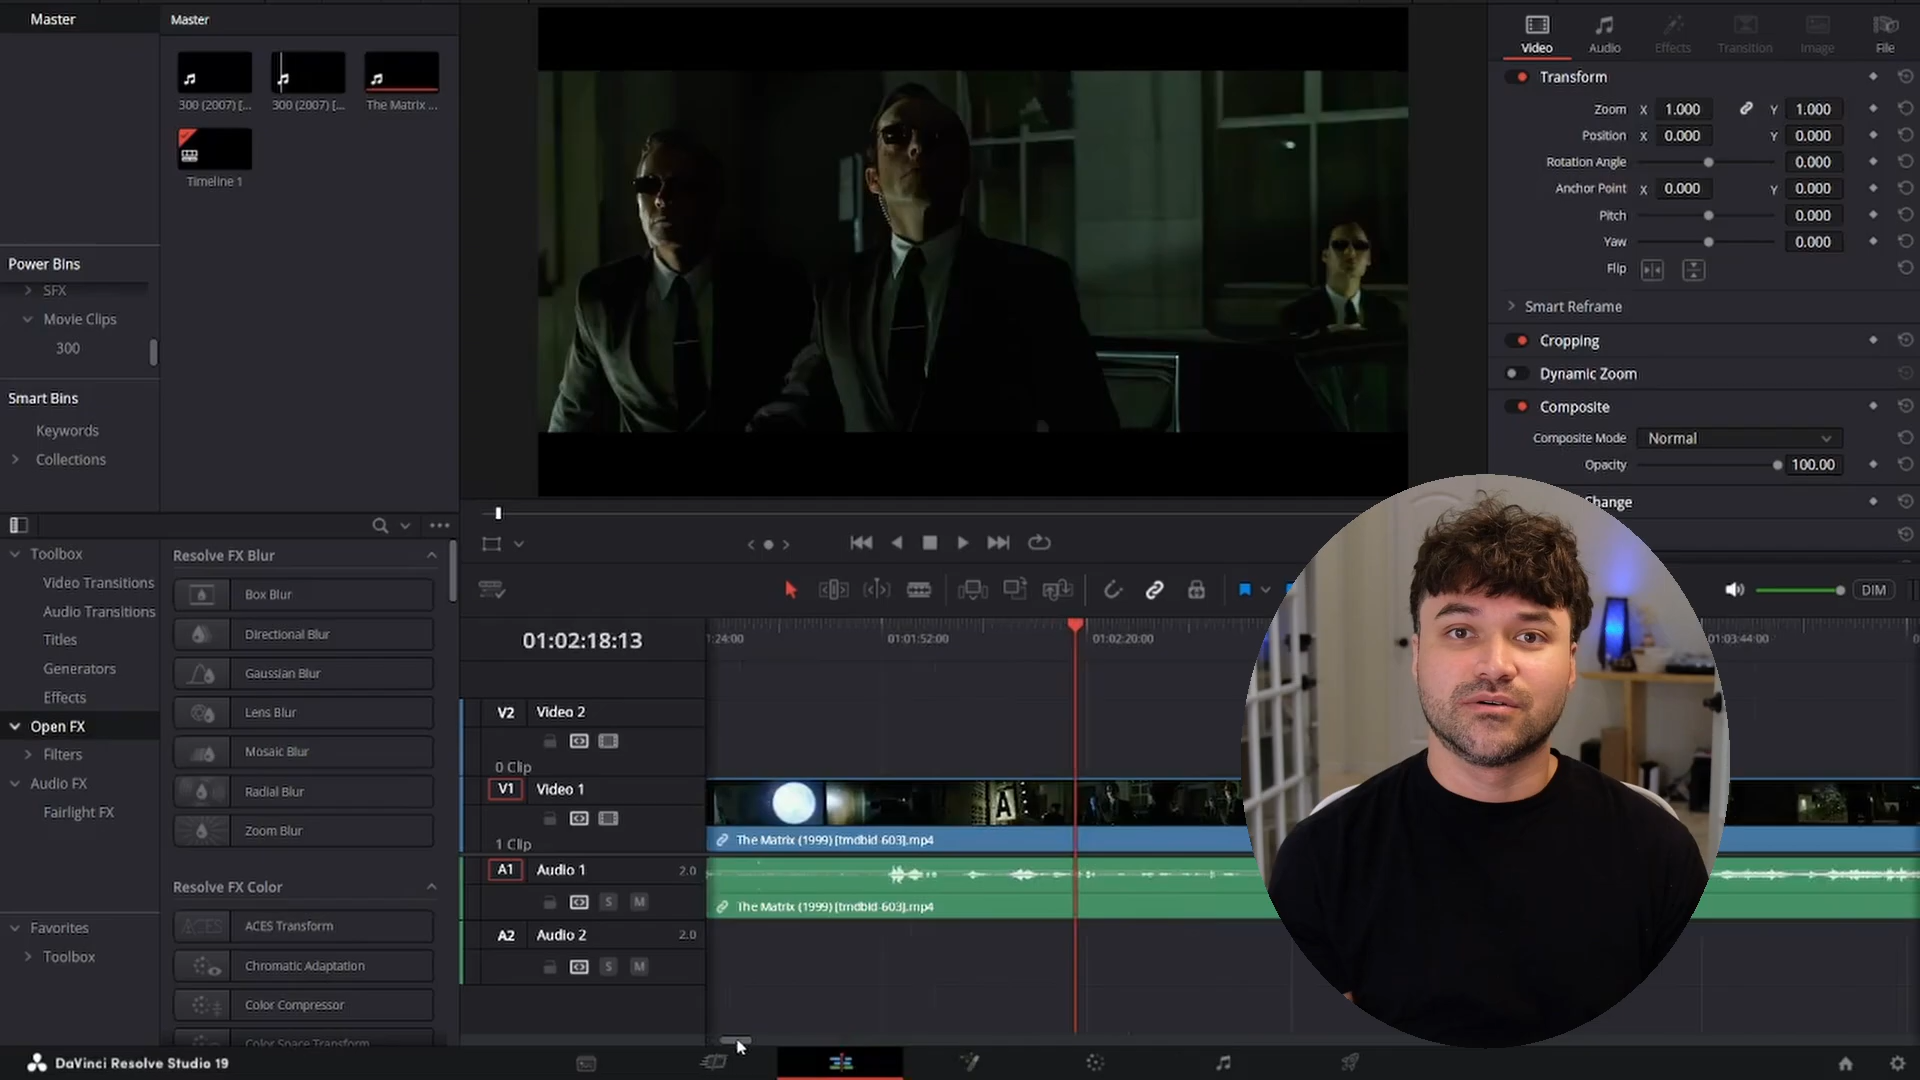 Master
Master
300 (2007) [...
300 (2007) [...
The Matrix ...
Timeline 1
Power Bins
SFX
Movie Clips
300
Smart Bins
Keywords
Collections
Video
Audio
Effects
Transition
Image
File
Transform
Zoom X 1.000 Y 1.000
Position X 0.000 Y 0.000
Rotation Angle 0.000
Anchor Point X 0.000 Y 0.000
Pitch 0.000
Yaw 0.000
Flip
Smart Reframe
Cropping
Dynamic Zoom
Composite
Composite Mode Normal
Opacity 100.00
Change
Toolbox
Video Transitions
Audio Transitions
Titles
Generators
Effects
Open FX
Filters
Audio FX
Fairlight FX
Favorites
Toolbox
Resolve FX Blur
Box Blur
Directional Blur
Gaussian Blur
Lens Blur
Mosaic Blur
Radial Blur
Zoom Blur
Resolve FX Color
ACES Transform
Chromatic Adaptation
Color Compressor
Color Space Transform
DIM
01:02:18:13
1:24:00
01:01:52:00
01:02:20:00
01:03:44:00
V2 Video 2
0 Clip
V1 Video 1
1 Clip
The Matrix (1999) [tmdbid-603].mp4
A1 Audio 1 2.0
S M
The Matrix (1999) [tmdbid-603].mp4
A2 Audio 2 2.0
S M
DaVinci Resolve Studio 19